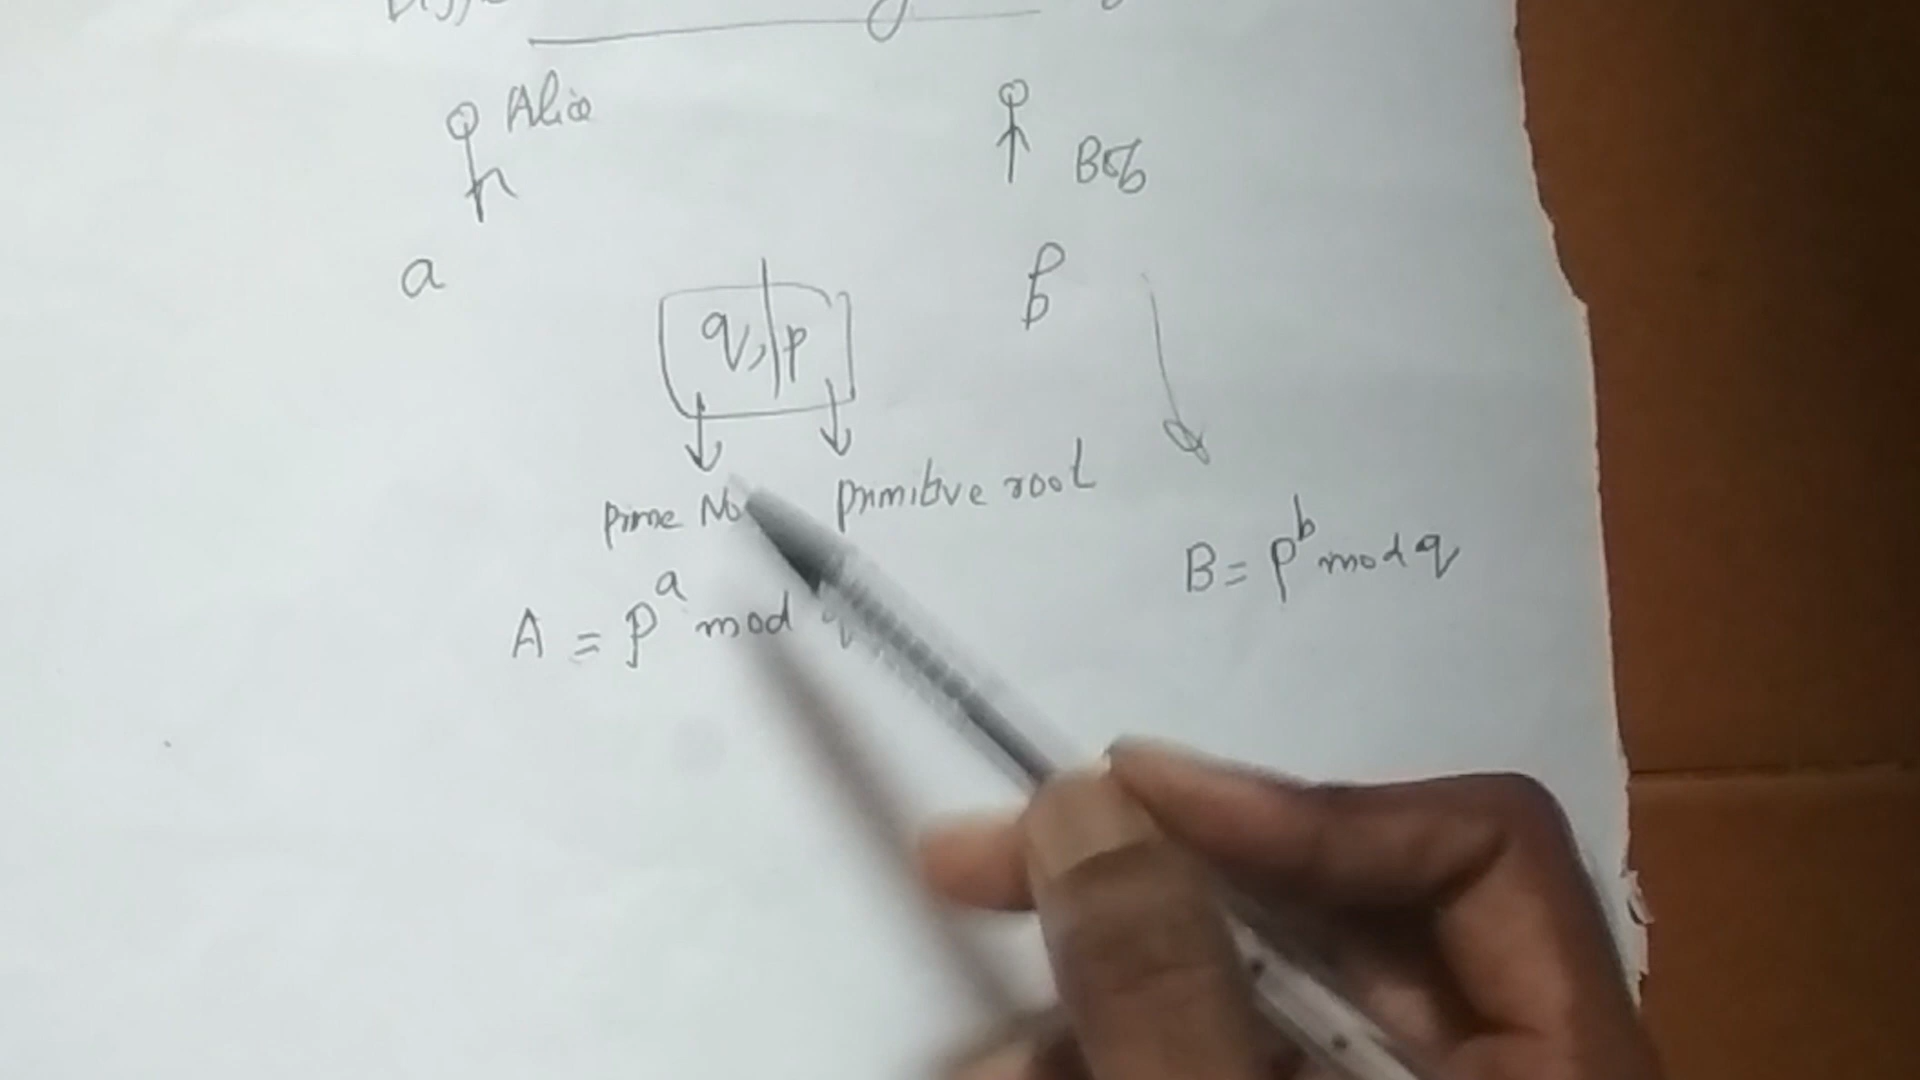 Alice
Bob
a
b
q, p
prime No
primitive root
A = p^a mod q
B = p^b mod q